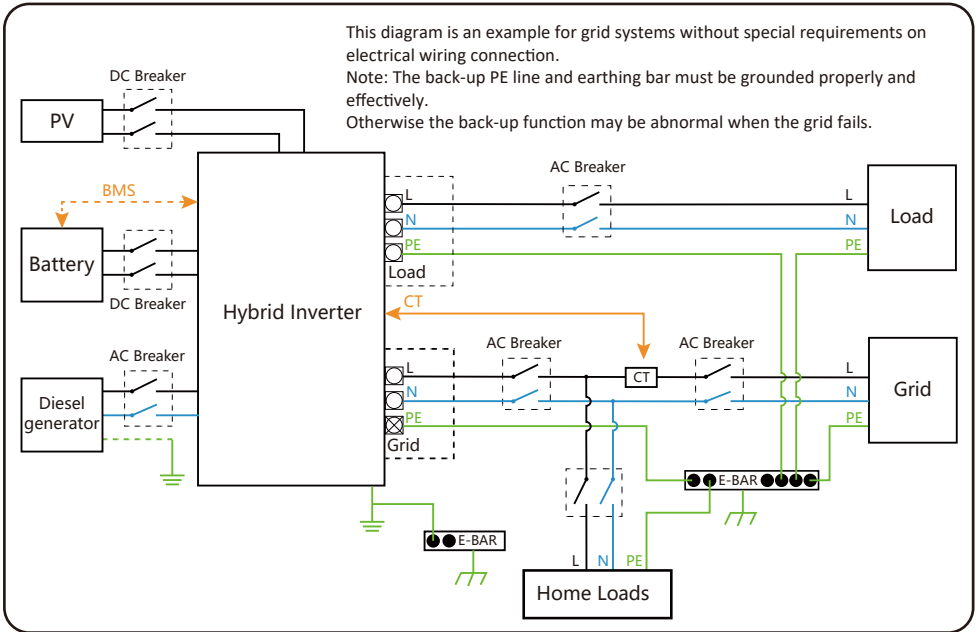 This diagram is an example for grid systems without special requirements on
electrical wiring connection.
Note: The back-up PE line and earthing bar must be grounded properly and
effectively.
Otherwise the back-up function may be abnormal when the grid fails.
DC Breaker
PV
BMS
Battery
DC Breaker
AC Breaker
Diesel
generator
Hybrid Inverter
L
N
PE
Load
AC Breaker
L
N
PE
Load
CT
AC Breaker
CT
AC Breaker
L
N
PE
Grid
L
N
PE
Grid
E-BAR
E-BAR
L
N
PE
Home Loads